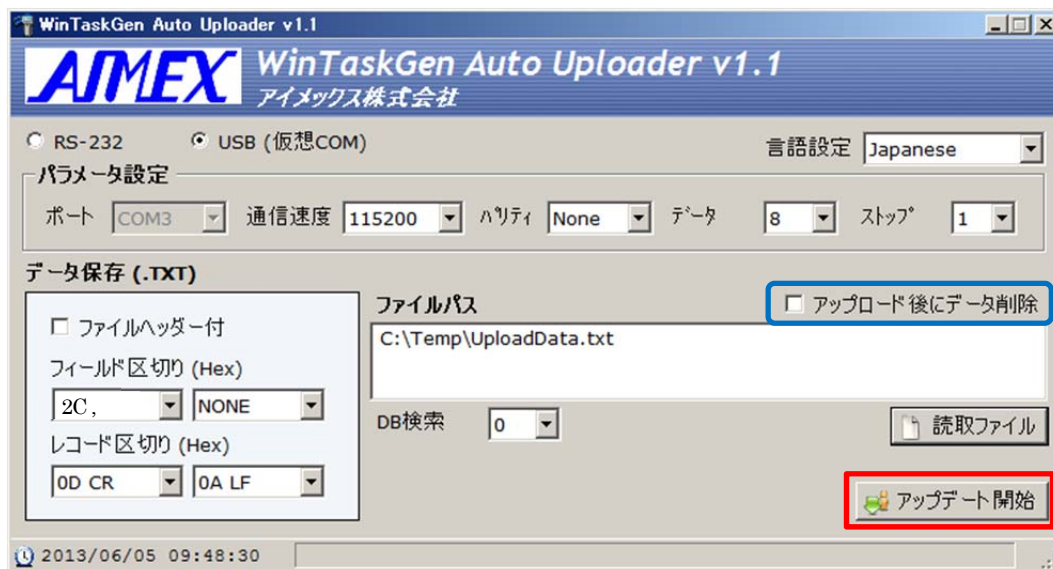 WinTaskGen Auto Uploader v1.1
AIMEX WinTaskGen Auto Uploader v1.1
アイメックス株式会社
RS-232 USB (仮想COM) 言語設定 Japanese
パラメータ設定
ポート COM3 通信速度 115200 パリティ None データ 8 ストップ 1
データ保存 (.TXT)
ファイルパス アップロード後にデータ削除
ファイルヘッダー付
C:\Temp\UploadData.txt
フィールド区切り (Hex)
2C , NONE
DB検索 0 読取ファイル
レコード区切り (Hex)
0D CR 0A LF
アップデート開始
2013/06/05 09:48:30